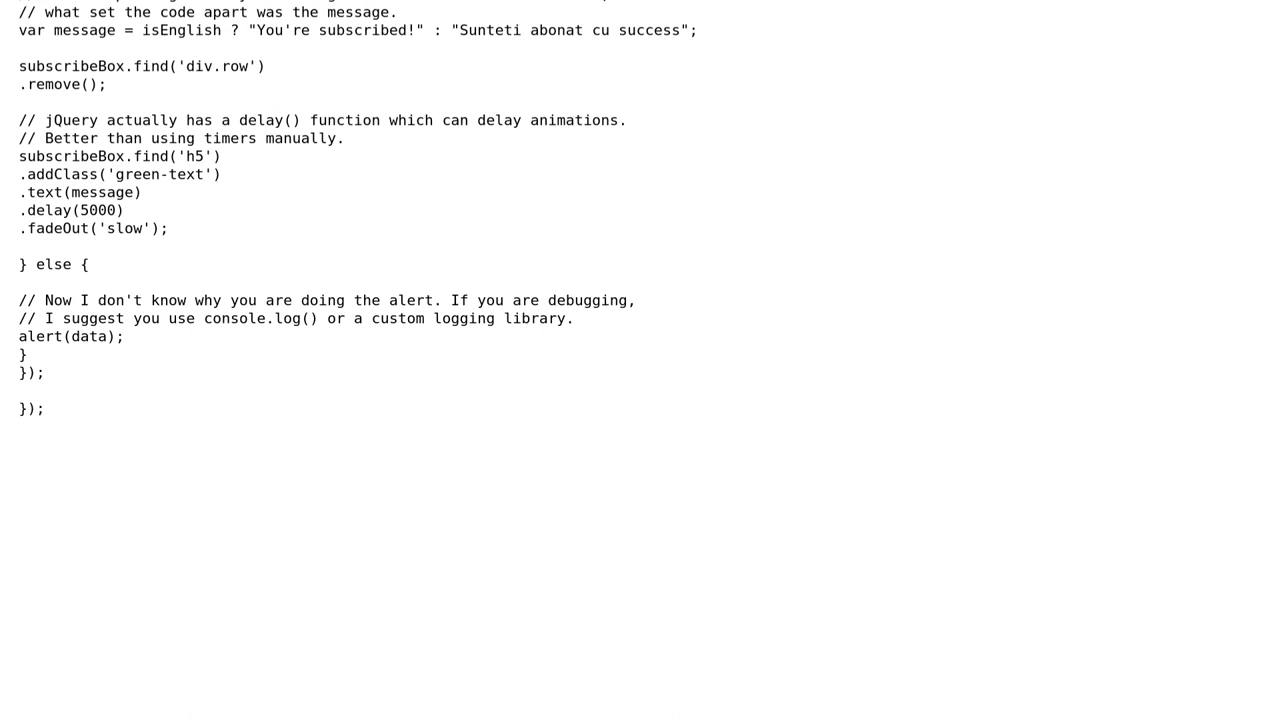 // what set the code apart was the message.
var message = isEnglish ? "You're subscribed!" : "Sunteti abonat cu success";

subscribeBox.find('div.row')
.remove();

// jQuery actually has a delay() function which can delay animations.
// Better than using timers manually.
subscribeBox.find('h5')
.addClass('green-text')
.text(message)
.delay(5000)
.fadeOut('slow');

} else {

// Now I don't know why you are doing the alert. If you are debugging,
// I suggest you use console.log() or a custom logging library.
alert(data);
}
});

});